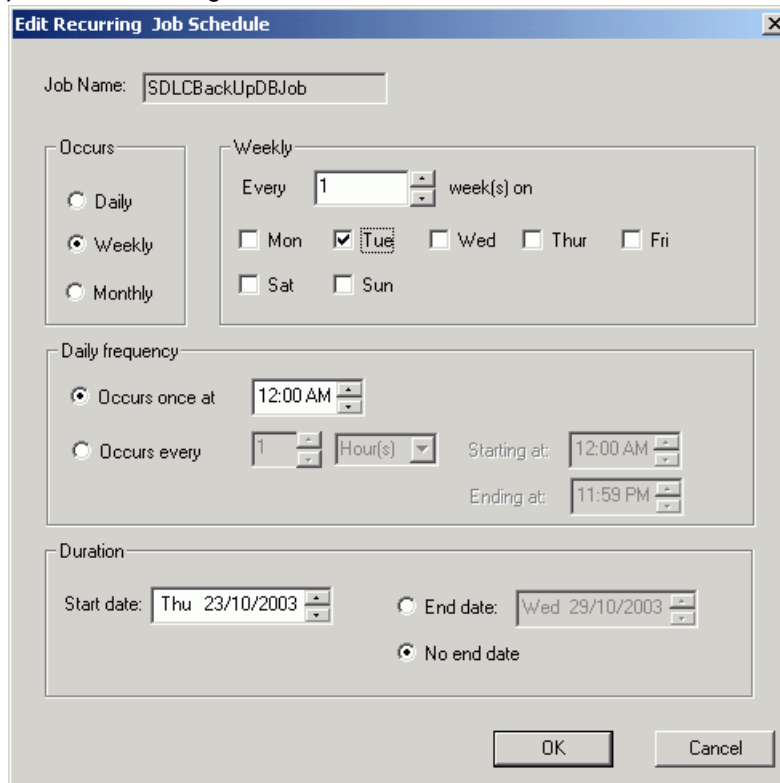 Edit Recurring  Job Schedule
Job Name: SDLCBackUpDBJob
Occurs
Daily
Weekly
Monthly
Weekly
Every 1 week(s) on
Mon Tue Wed Thur Fri
Sat Sun
Daily frequency
Occurs once at 12:00 AM
Occurs every 1 Hour(s) Starting at: 12:00 AM
Ending at: 11:59 PM
Duration
Start date: Thu 23/10/2003 End date: Wed 29/10/2003
No end date
OK Cancel